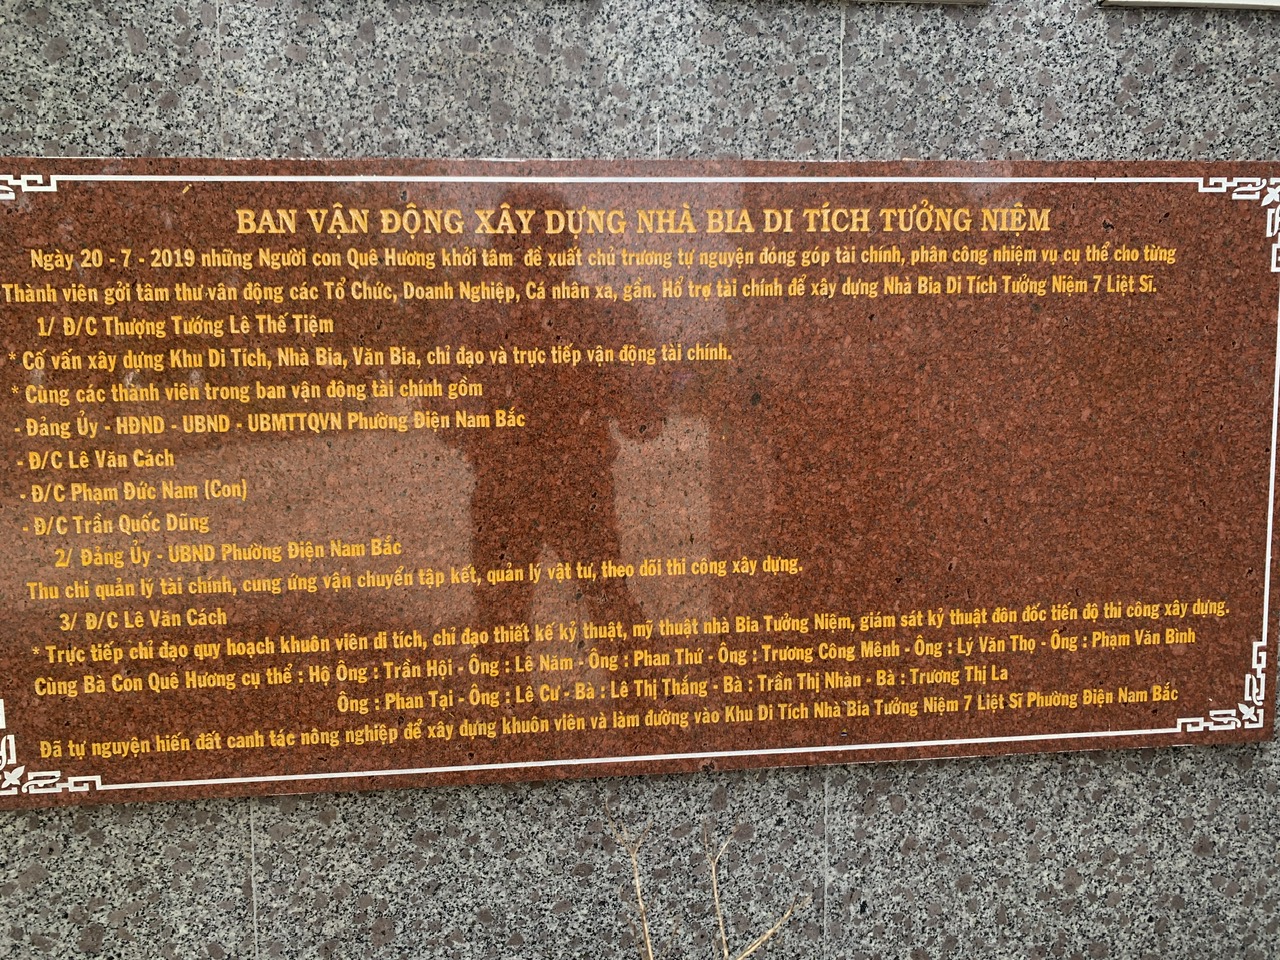 BAN VẬN ĐỘNG XÂY DỰNG NHÀ BIA DI TÍCH TƯỞNG NIỆM
Ngày 20 - 7 - 2019 những Người con Quê Hương khởi tâm đề xuất chủ trương tự nguyện đóng góp tài chính, phân công nhiệm vụ cụ thể cho từng
Thành viên gởi tâm thư vân động các Tổ Chức, Doanh Nghiệp, Cá nhân xa, gần. Hổ trợ tài chính để xây dựng Nhà Bia Di Tích Tưởng Niệm 7 Liệt Sĩ.
1/ Đ/C Thượng Tướng Lê Thế Tiệm
* Cố vấn xây dựng Khu Di Tích, Nhà Bia, Văn Bia, chỉ đạo và trực tiếp vận động tài chính.
* Cùng các thành viên trong ban vận động tài chính gồm
- Đảng Ủy - HĐND - UBND - UBMTTQVN Phường Điện Nam Bắc
- Đ/C Lê Văn Cách
- Đ/C Phạm Đức Nam (Con)
- Đ/C Trần Quốc Dũng
2/ Đảng Ủy - UBND Phường Điện Nam Bắc
Thu chi quản lý tài chính, cung ứng vận chuyển tập kết, quản lý vật tư, theo dõi thi công xây dựng.
3/ Đ/C Lê Văn Cách
* Trực tiếp chỉ đạo quy hoạch khuôn viên di tích, chỉ đạo thiết kế kỷ thuật, mỹ thuật nhà Bia Tưởng Niệm, giám sát kỷ thuật đôn đốc tiến độ thi công xây dựng.
Cùng Bà Con Quê Hương cụ thể : Hộ Ông : Trần Hội - Ông : Lê Năm - Ông : Phan Thứ - Ông : Trương Công Mênh - Ông : Lý Văn Thọ - Ông : Phạm Văn Bình
Ông : Phan Tại - Ông : Lê Cư - Bà : Lê Thị Thắng - Bà : Trần Thị Nhàn - Bà : Trương Thị La
Đã tự nguyện hiến đất canh tác nông nghiệp để xây dựng khuôn viên và làm đường vào Khu Di Tích Nhà Bia Tưởng Niệm 7 Liệt Sĩ Phường Điện Nam Bắc